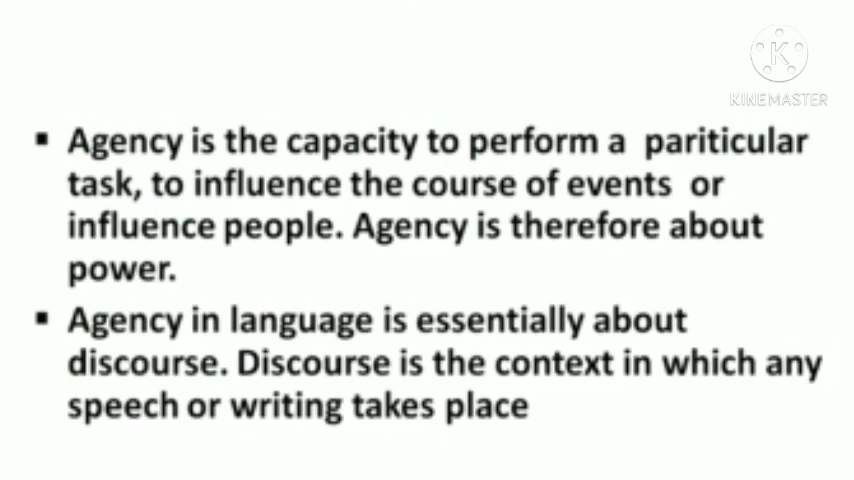 KINEMASTER
▪ Agency is the capacity to perform a pariticular
task, to influence the course of events or
influence people. Agency is therefore about
power.
▪ Agency in language is essentially about
discourse. Discourse is the context in which any
speech or writing takes place